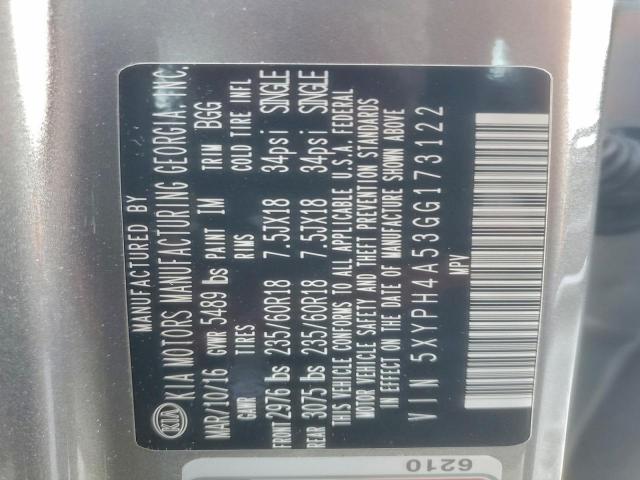 MANUFACTURED BY
KIA KIA MOTORS MANUFACTURING GEORGIA, INC.
MAR/10/16 GVWR 5489 lbs PAINT IM TRIM BGG
GAWR TIRES RIMS COLD TIRE INFL
FRONT 2976 lbs 235/60R18 7.5JX18 34psi SINGLE
REAR 3075 lbs 235/60R18 7.5JX18 34psi SINGLE
THIS VEHICLE CONFORMS TO ALL APPLICABLE U.S.A. FEDERAL
MOTOR VEHICLE SAFETY AND THEFT PREVENTION STANDARDS
IN EFFECT ON THE DATE OF MANUFACTURE SHOWN ABOVE
VIN 5XYPH4A53GG173122
MPV
6210